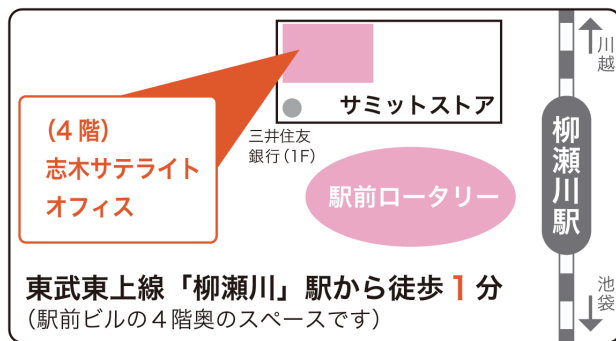 川越
サミットストア
三井住友
銀行(1F)
(4階)
志木サテライト
オフィス
駅前ロータリー
柳瀬川駅
池袋
東武東上線「柳瀬川」駅から徒歩1分
(駅前ビルの4階奥のスペースです)